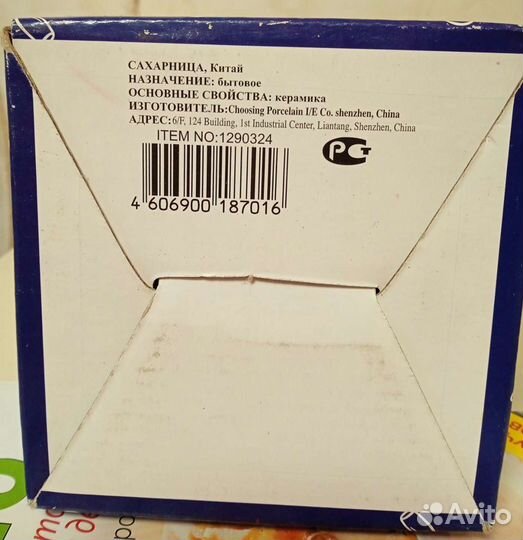 САХАРНИЦА, Китай
НАЗНАЧЕНИЕ: бытовое
ОСНОВНЫЕ СВОЙСТВА: керамика
ИЗГОТОВИТЕЛЬ:Choosing Porcelain I/E Co. shenzhen, China
АДРЕС: 6/F, 124 Building, 1st Industrial Center, Liantang, Shenzhen, China
ITEM NO:1290324
РСТ
4 606900 187016
Avito